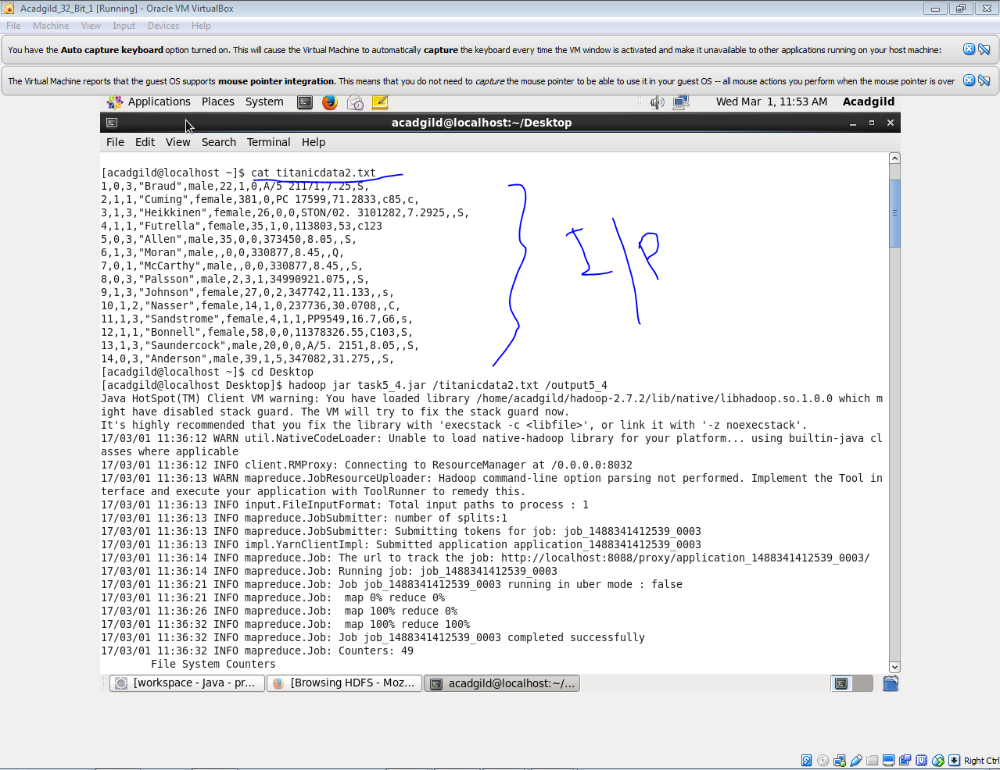 Acadgild_32_Bit_1 [Running] - Oracle VM VirtualBox
File Machine View Input Devices Help
You have the Auto capture keyboard option turned on. This will cause the Virtual Machine to automatically capture the keyboard every time the VM window is activated and make it unavailable to other applications running on your host machine:
The Virtual Machine reports that the guest OS supports mouse pointer integration. This means that you do not need to capture the mouse pointer to be able to use it in your guest OS -- all mouse actions you perform when the mouse pointer is over
Applications Places System Wed Mar 1, 11:53 AM Acadgild
acadgild@localhost:~/Desktop
File Edit View Search Terminal Help
[acadgild@localhost ~]$ cat titanicdata2.txt
1,0,3,"Braud",male,22,1,0,A/5 21171,7.25,S,
2,1,1,"Cuming",female,381,0,PC 17599,71.2833,c85,c,
3,1,3,"Heikkinen",female,26,0,0,STON/02. 3101282,7.2925,,S,
4,1,1,"Futrella",female,35,1,0,113803,53,c123
5,0,3,"Allen",male,35,0,0,373450,8.05,,S,
6,1,3,"Moran",male,,0,0,330877,8.45,,Q,
7,0,1,"McCarthy",male,,0,0,330877,8.45,,S,
8,0,3,"Palsson",male,2,3,1,34990921.075,,S,
9,1,3,"Johnson",female,27,0,2,347742,11.133,,s,
10,1,2,"Nasser",female,14,1,0,237736,30.0708,,C,
11,1,3,"Sandstrome",female,4,1,1,PP9549,16.7,G6,s,
12,1,1,"Bonnell",female,58,0,0,11378326.55,C103,S,
13,1,3,"Saundercock",male,20,0,0,A/5. 2151,8.05,,S,
14,0,3,"Anderson",male,39,1,5,347082,31.275,,S,
I/P
[acadgild@localhost ~]$ cd Desktop
[acadgild@localhost Desktop]$ hadoop jar task5_4.jar /titanicdata2.txt /output5_4
Java HotSpot(TM) Client VM warning: You have loaded library /home/acadgild/hadoop-2.7.2/lib/native/libhadoop.so.1.0.0 which m
ight have disabled stack guard. The VM will try to fix the stack guard now.
It's highly recommended that you fix the library with 'execstack -c <libfile>', or link it with '-z noexecstack'.
17/03/01 11:36:12 WARN util.NativeCodeLoader: Unable to load native-hadoop library for your platform... using builtin-java cl
asses where applicable
17/03/01 11:36:12 INFO client.RMProxy: Connecting to ResourceManager at /0.0.0.0:8032
17/03/01 11:36:13 WARN mapreduce.JobResourceUploader: Hadoop command-line option parsing not performed. Implement the Tool in
terface and execute your application with ToolRunner to remedy this.
17/03/01 11:36:13 INFO input.FileInputFormat: Total input paths to process : 1
17/03/01 11:36:13 INFO mapreduce.JobSubmitter: number of splits:1
17/03/01 11:36:13 INFO mapreduce.JobSubmitter: Submitting tokens for job: job_1488341412539_0003
17/03/01 11:36:13 INFO impl.YarnClientImpl: Submitted application application_1488341412539_0003
17/03/01 11:36:14 INFO mapreduce.Job: The url to track the job: http://localhost:8088/proxy/application_1488341412539_0003/
17/03/01 11:36:14 INFO mapreduce.Job: Running job: job_1488341412539_0003
17/03/01 11:36:21 INFO mapreduce.Job: Job job_1488341412539_0003 running in uber mode : false
17/03/01 11:36:21 INFO mapreduce.Job:  map 0% reduce 0%
17/03/01 11:36:26 INFO mapreduce.Job:  map 100% reduce 0%
17/03/01 11:36:32 INFO mapreduce.Job:  map 100% reduce 100%
17/03/01 11:36:32 INFO mapreduce.Job: Job job_1488341412539_0003 completed successfully
17/03/01 11:36:32 INFO mapreduce.Job: Counters: 49
File System Counters
[workspace - Java - pr... [Browsing HDFS - Moz... acadgild@localhost:~/...
Right Ctrl